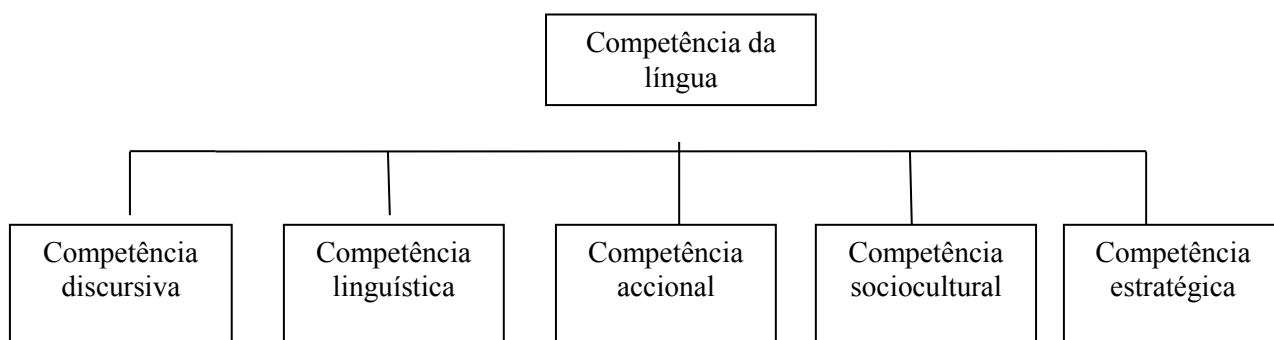 Competência da
língua
Competência
discursiva
Competência
linguística
Competência
accional
Competência
sociocultural
Competência
estratégica